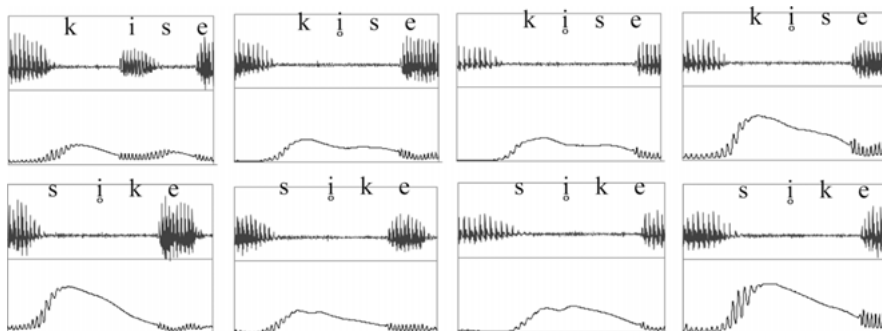 k i s e k i̥ s e k i̥ s e k i̥ s e
s i̥ k e s i̥ k e s i̥ k e s i̥ k e